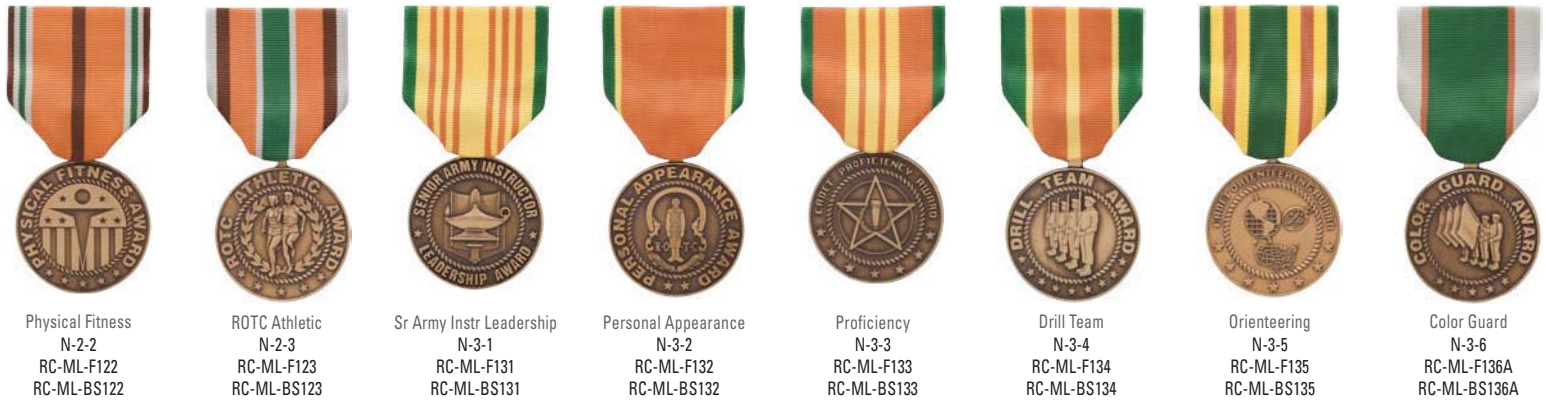 PHYSICAL FITNESS AWARD
ROTC ATHLETIC AWARD
SENIOR ARMY INSTRUCTOR
LEADERSHIP AWARD
PERSONAL APPEARANCE AWARD
R O T C
CADET PROFICIENCY AWARD
DRILL TEAM AWARD
CADET ORIENTEERING AWARD
COLOR GUARD AWARD
Physical Fitness
N-2-2
RC-ML-F122
RC-ML-BS122
ROTC Athletic
N-2-3
RC-ML-F123
RC-ML-BS123
Sr Army Instr Leadership
N-3-1
RC-ML-F131
RC-ML-BS131
Personal Appearance
N-3-2
RC-ML-F132
RC-ML-BS132
Proficiency
N-3-3
RC-ML-F133
RC-ML-BS133
Drill Team
N-3-4
RC-ML-F134
RC-ML-BS134
Orienteering
N-3-5
RC-ML-F135
RC-ML-BS135
Color Guard
N-3-6
RC-ML-F136A
RC-ML-BS136A